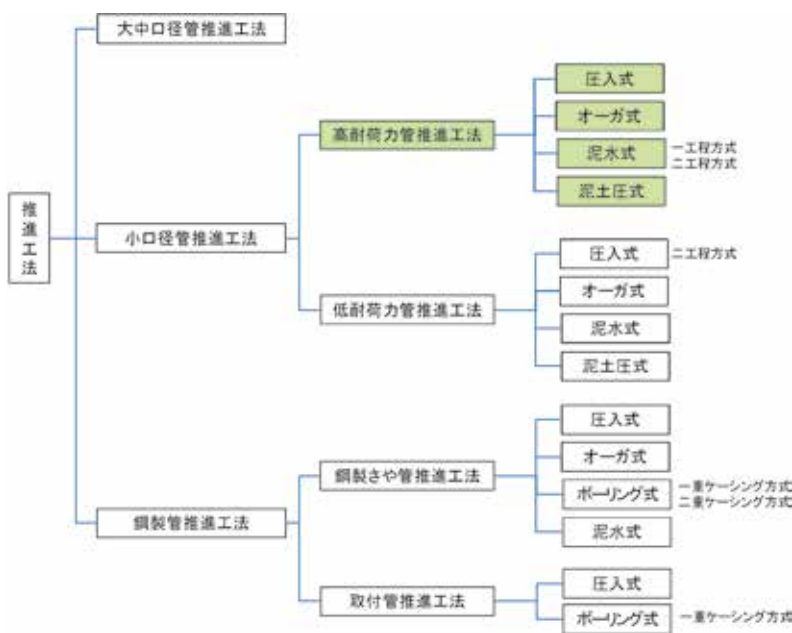 推進工法
大中口径管推進工法
小口径管推進工法
高耐荷力管推進工法
圧入式
オーガ式
泥水式
一工程方式
二工程方式
泥土圧式
低耐荷力管推進工法
圧入式
二工程方式
オーガ式
泥水式
泥土圧式
鋼製管推進工法
鋼製さや管推進工法
圧入式
オーガ式
ボーリング式
一重ケーシング方式
二重ケーシング方式
泥水式
取付管推進工法
圧入式
ボーリング式
一重ケーシング方式